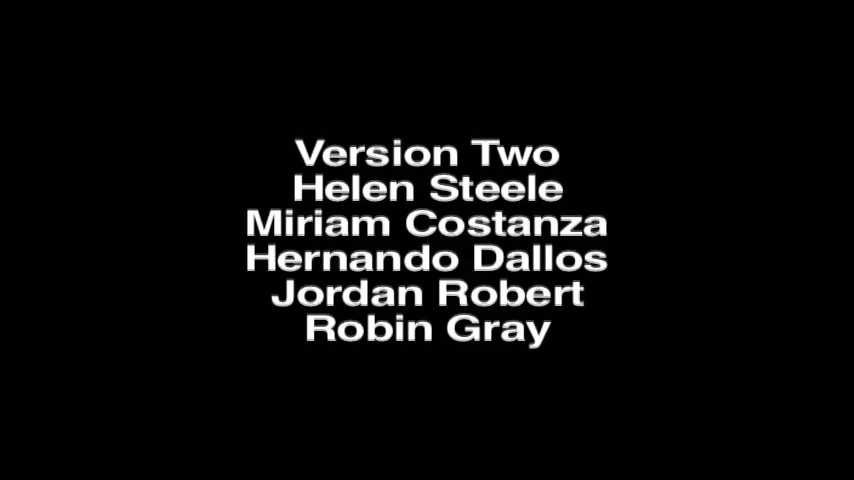 Version Two
Helen Steele
Miriam Costanza
Hernando Dallos
Jordan Robert
Robin Gray